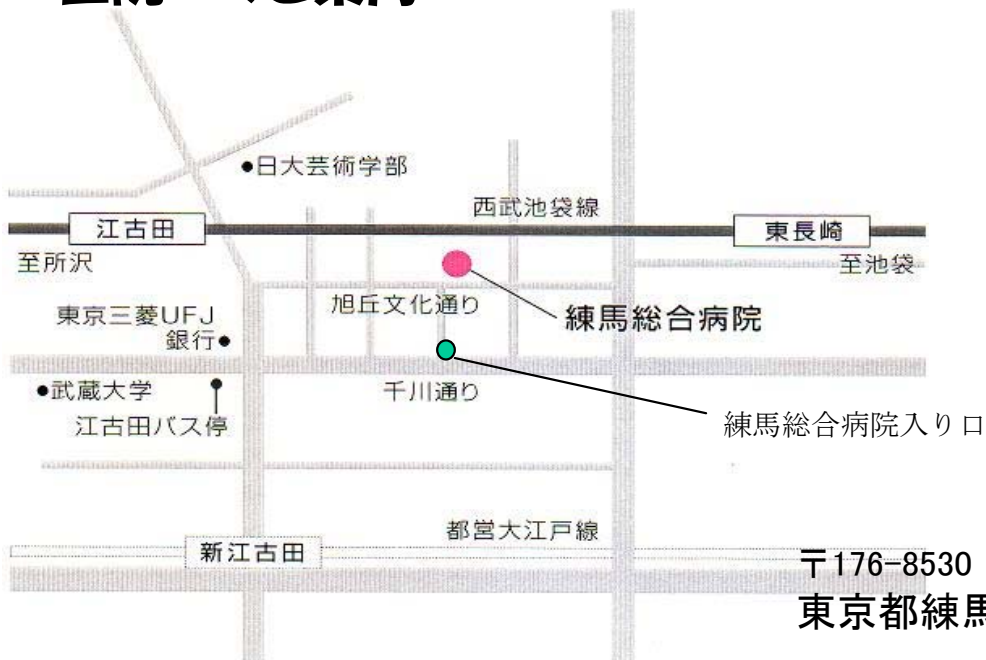 ご案内
●日大芸術学部
西武池袋線
江古田
東長崎
至所沢
至池袋
旭丘文化通り
練馬総合病院
東京三菱UFJ
銀行●
●武蔵大学
千川通り
江古田バス停
練馬総合病院入り口
都営大江戸線
新江古田
〒176-8530
東京都練馬